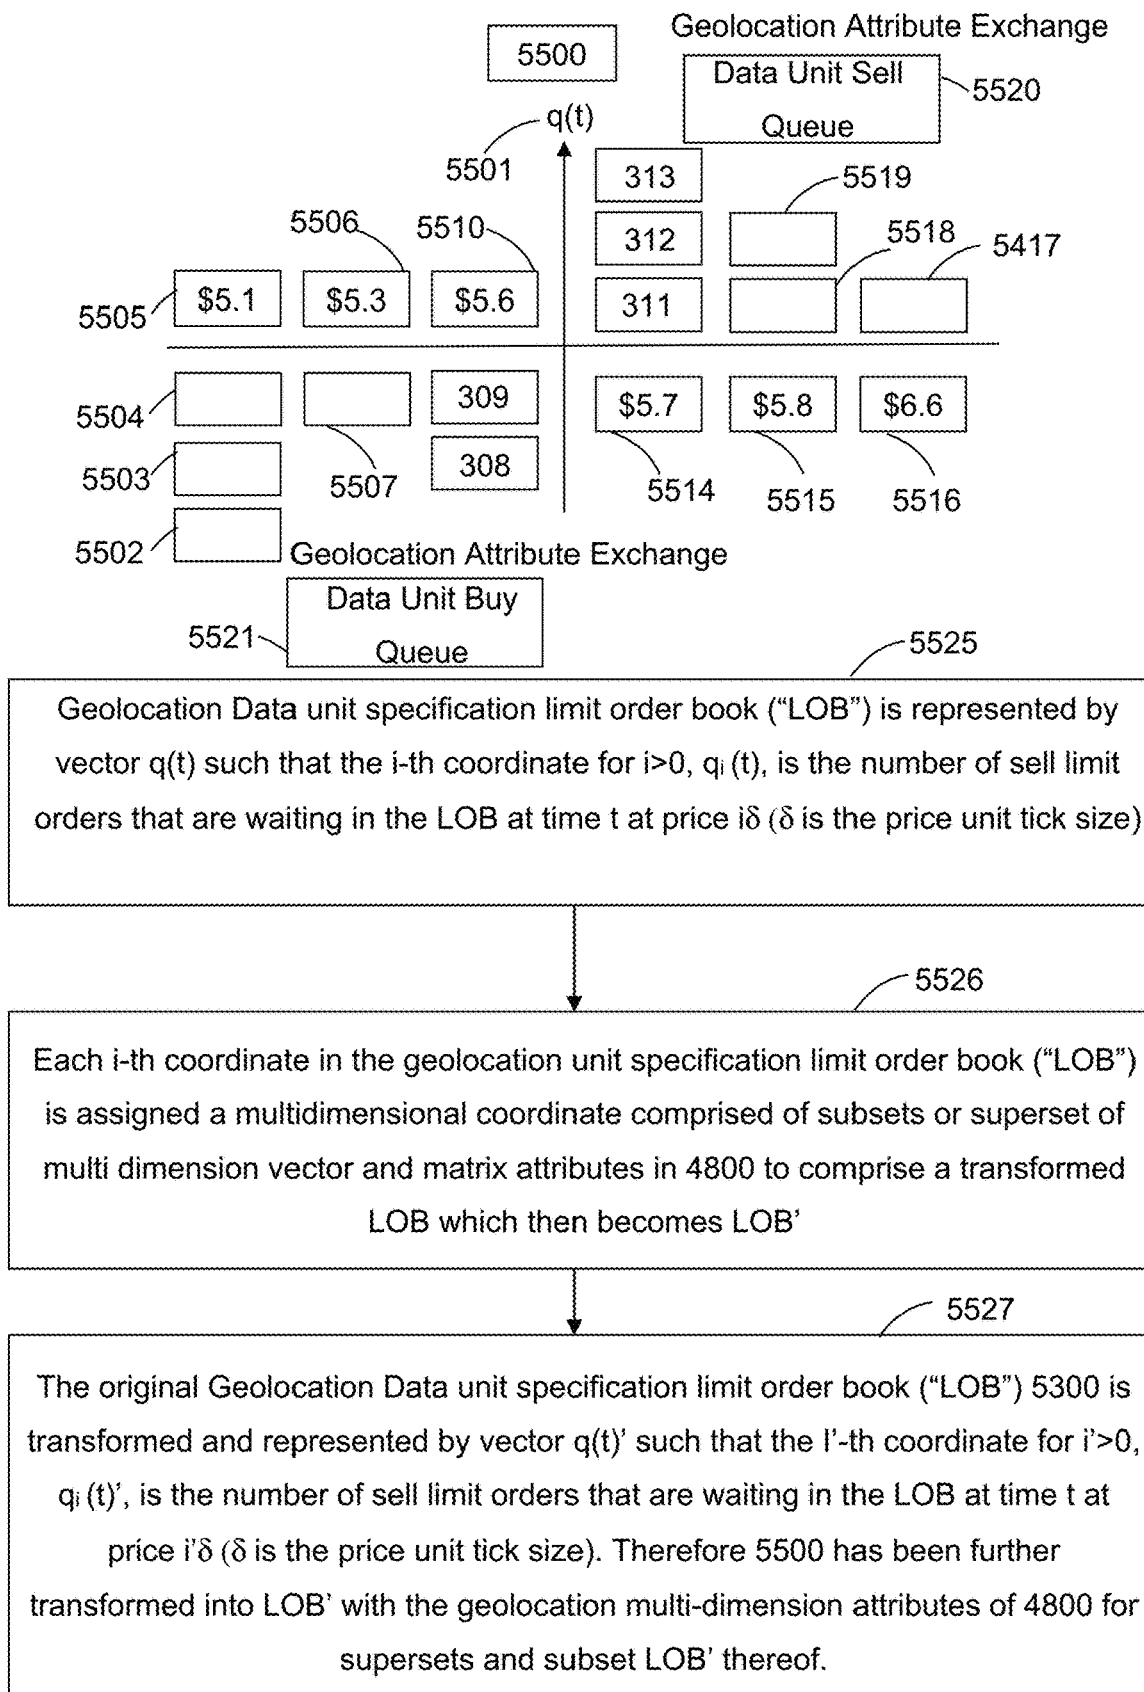 Geolocation Attribute Exchange
5500
Data Unit Sell
Queue
5520
q(t)
5501
313
5519
312
5518
5506
5510
5417
5505
$5.1
$5.3
$5.6
311
5504
309
$5.7
$5.8
$6.6
5503
308
5507
5514
5515
5516
5502
Geolocation Attribute Exchange
5521
Data Unit Buy
Queue
5525
Geolocation Data unit specification limit order book (“LOB”) is represented by
vector q(t) such that the i-th coordinate for i>0, qᵢ (t), is the number of sell limit
orders that are waiting in the LOB at time t at price iδ (δ is the price unit tick size)
5526
Each i-th coordinate in the geolocation unit specification limit order book (“LOB”)
is assigned a multidimensional coordinate comprised of subsets or superset of
multi dimension vector and matrix attributes in 4800 to comprise a transformed
LOB which then becomes LOB’
5527
The original Geolocation Data unit specification limit order book (“LOB”) 5300 is
transformed and represented by vector q(t)’ such that the I’-th coordinate for i’>0,
qᵢ (t)’, is the number of sell limit orders that are waiting in the LOB at time t at
price i’δ (δ is the price unit tick size). Therefore 5500 has been further
transformed into LOB’ with the geolocation multi-dimension attributes of 4800 for
supersets and subset LOB’ thereof.